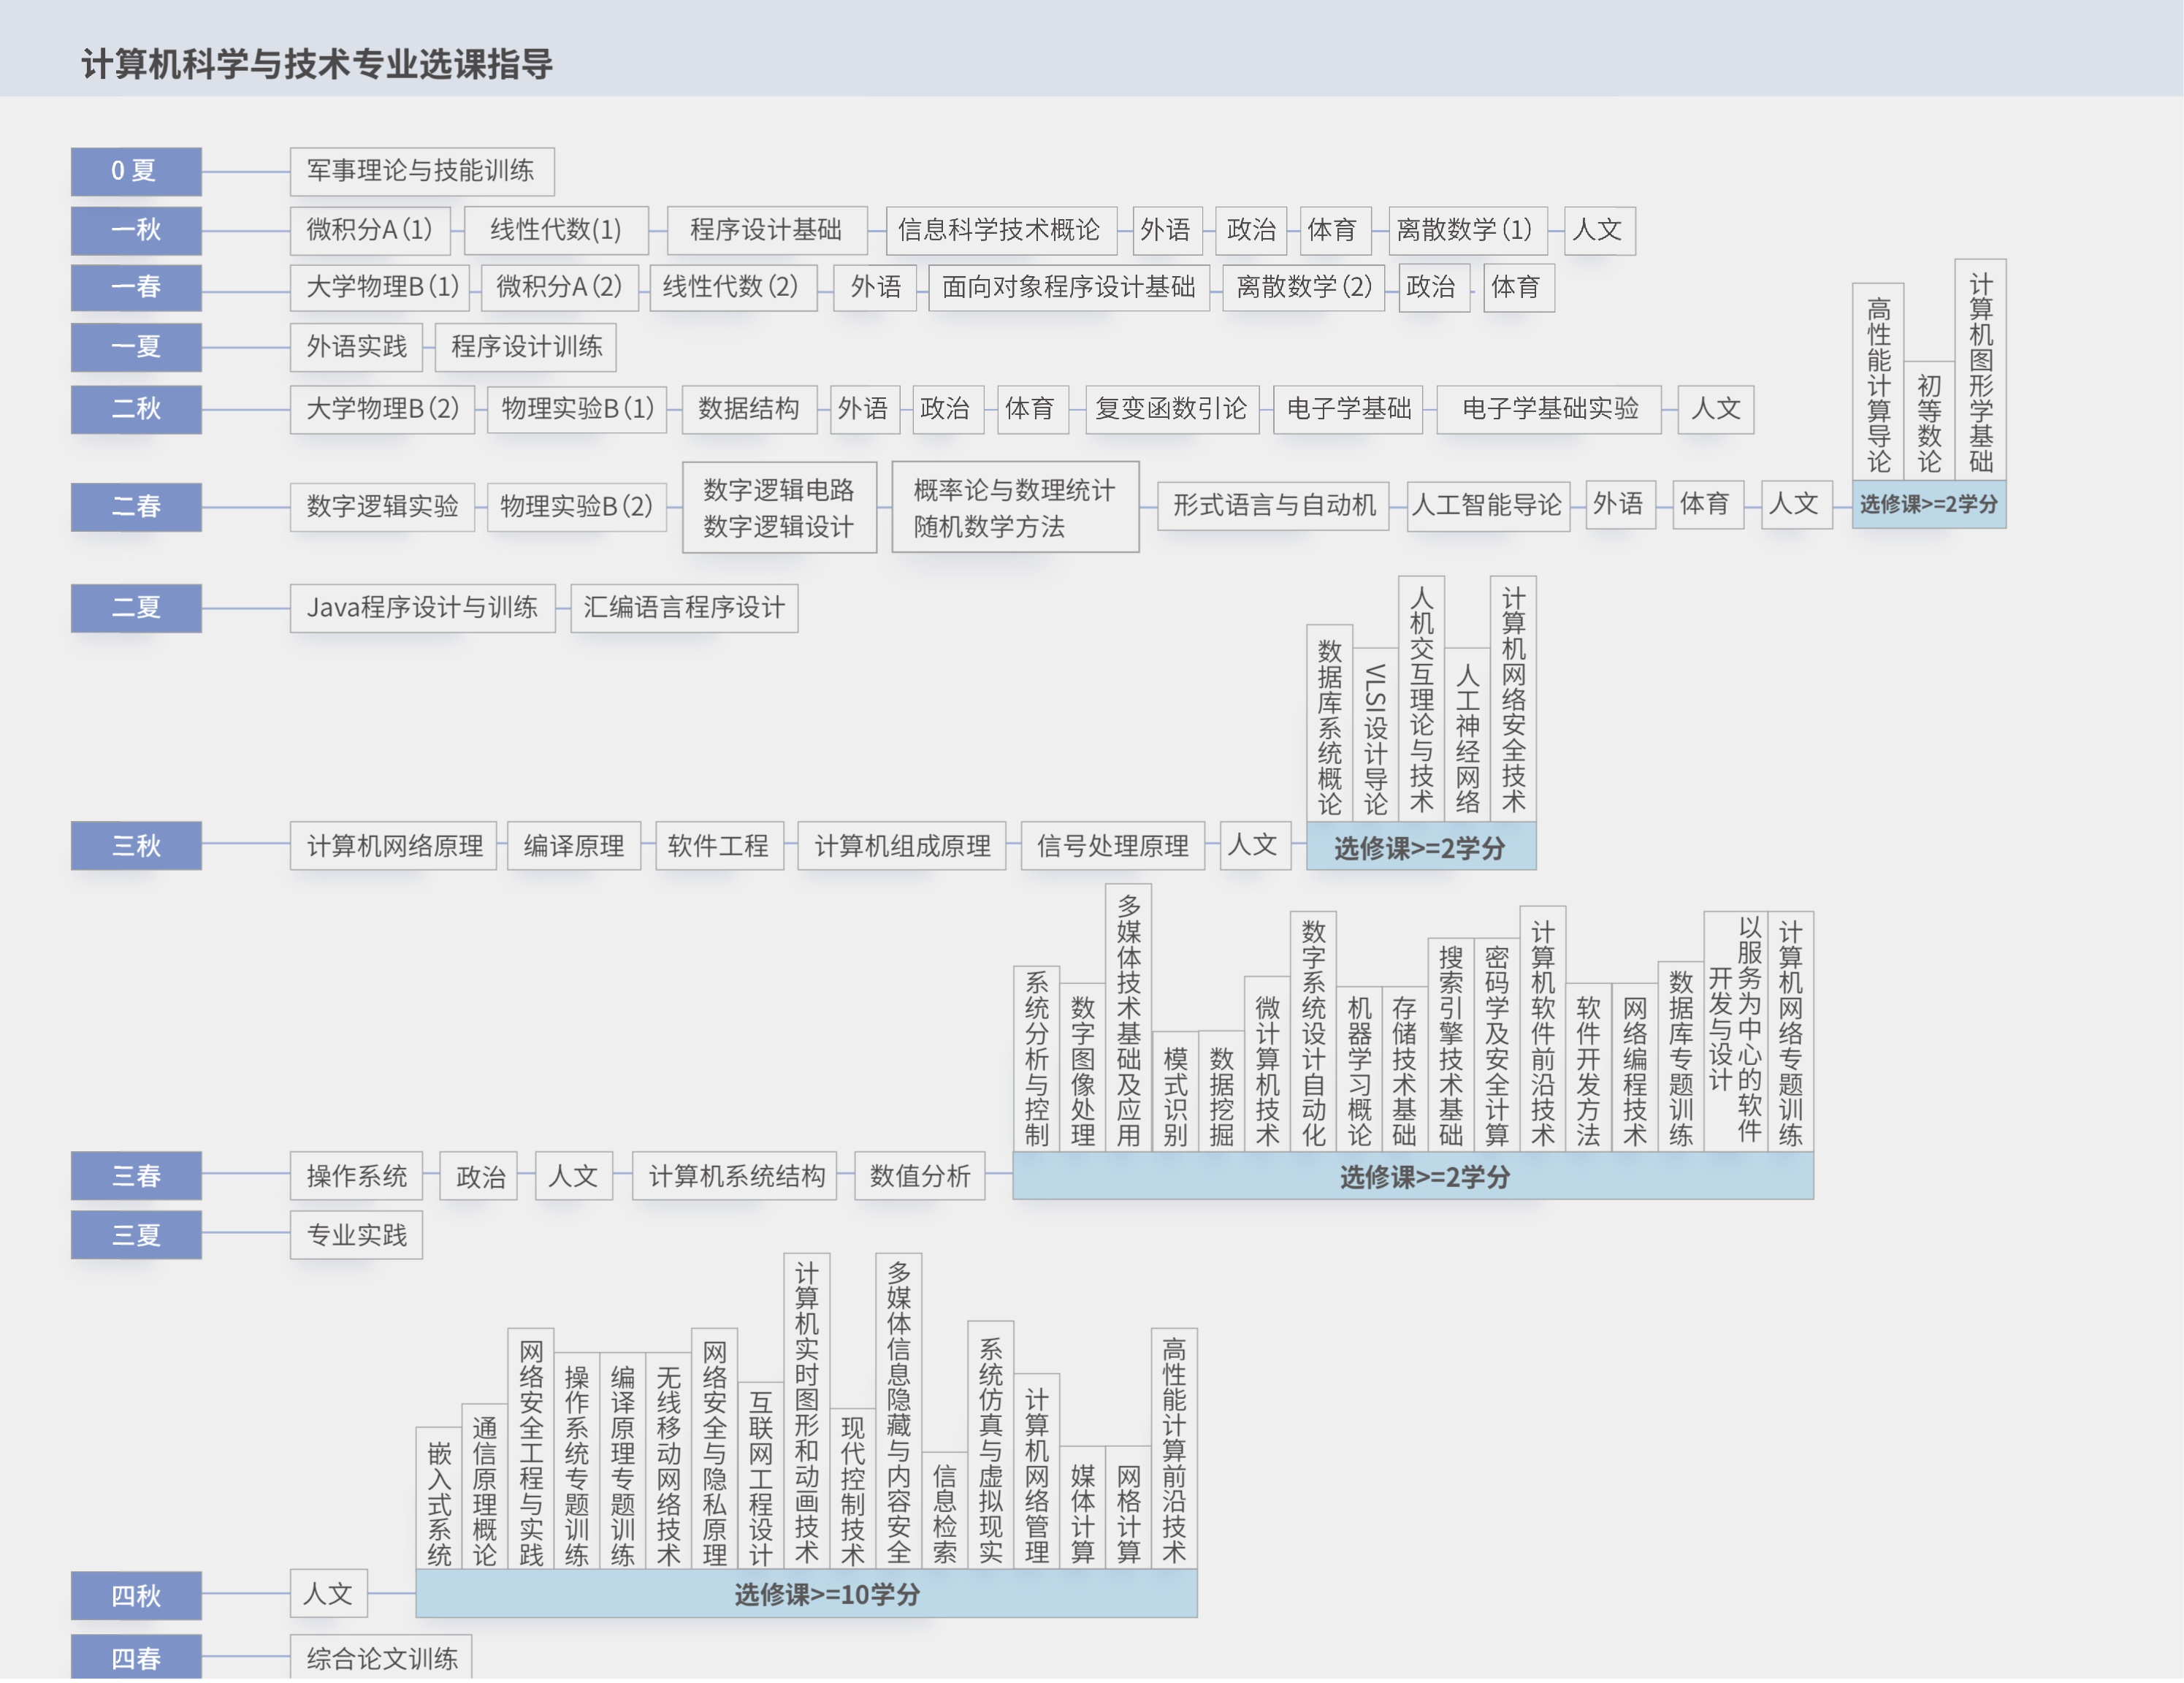 计算机科学与技术专业选课指导
0 夏
军事理论与技能训练
一秋
微积分A（1）
线性代数(1)
程序设计基础
信息科学技术概论
外语
政治
体育
离散数学（1）
人文
一春
大学物理B（1）
微积分A（2）
线性代数（2）
外语
面向对象程序设计基础
离散数学（2）
政治
体育
一夏
外语实践
程序设计训练
二秋
大学物理B（2）
物理实验B（1）
数据结构
外语
政治
体育
复变函数引论
电子学基础
电子学基础实验
人文
高性能计算导论
初等数论
计算机图形学基础
二春
数字逻辑实验
物理实验B（2）
数字逻辑电路
数字逻辑设计
概率论与数理统计
随机数学方法
形式语言与自动机
人工智能导论
外语
体育
人文
选修课>=2学分
二夏
Java程序设计与训练
汇编语言程序设计
数据库系统概论
VLSI设计导论
人机交互理论与技术
人工神经网络
计算机网络安全技术
三秋
计算机网络原理
编译原理
软件工程
计算机组成原理
信号处理原理
人文
选修课>=2学分
系统分析与控制
数字图像处理
多媒体技术基础及应用
模式识别
数据挖掘
微计算机技术
数字系统设计自动化
机器学习概论
存储技术基础
搜索引擎技术基础
密码学及安全计算
计算机软件前沿技术
软件开发方法
网络编程技术
数据库专题训练
以服务为中心的软件
开发与设计
计算机网络专题训练
三春
操作系统
政治
人文
计算机系统结构
数值分析
选修课>=2学分
三夏
专业实践
嵌入式系统
通信原理概论
网络安全工程与实践
操作系统专题训练
编译原理专题训练
无线移动网络技术
网络安全与隐私原理
互联网工程设计
计算机实时图形和动画技术
现代控制技术
多媒体信息隐藏与内容安全
信息检索
系统仿真与虚拟现实
计算机网络管理
媒体计算
网格计算
高性能计算前沿技术
四秋
人文
选修课>=10学分
四春
综合论文训练